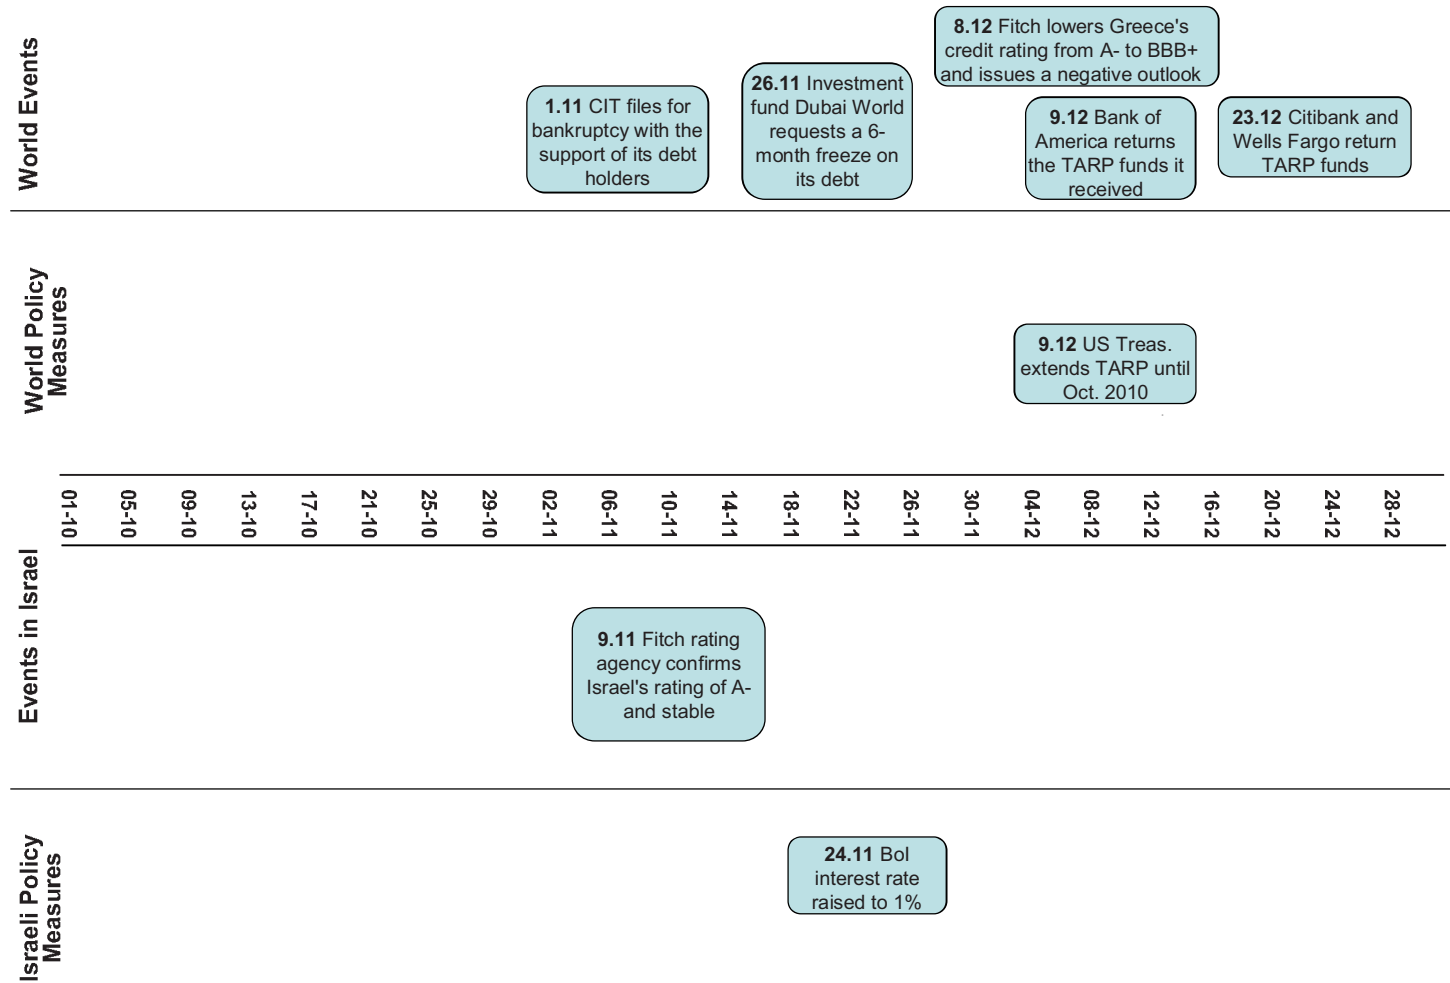 World Events
8.12 Fitch lowers Greece's
credit rating from A- to BBB+
and issues a negative outlook
1.11 CIT files for
bankruptcy with the
support of its debt
holders
26.11 Investment
fund Dubai World
requests a 6-
month freeze on
its debt
9.12 Bank of
America returns
the TARP funds it
received
23.12 Citibank and
Wells Fargo return
TARP funds
World Policy
Measures
9.12 US Treas.
extends TARP until
Oct. 2010
01-10
05-10
09-10
13-10
17-10
21-10
25-10
29-10
02-11
06-11
10-11
14-11
18-11
22-11
26-11
30-11
04-12
08-12
12-12
16-12
20-12
24-12
28-12
Events in Israel
9.11 Fitch rating
agency confirms
Israel's rating of A-
and stable
Israeli Policy
Measures
24.11 BoI
interest rate
raised to 1%